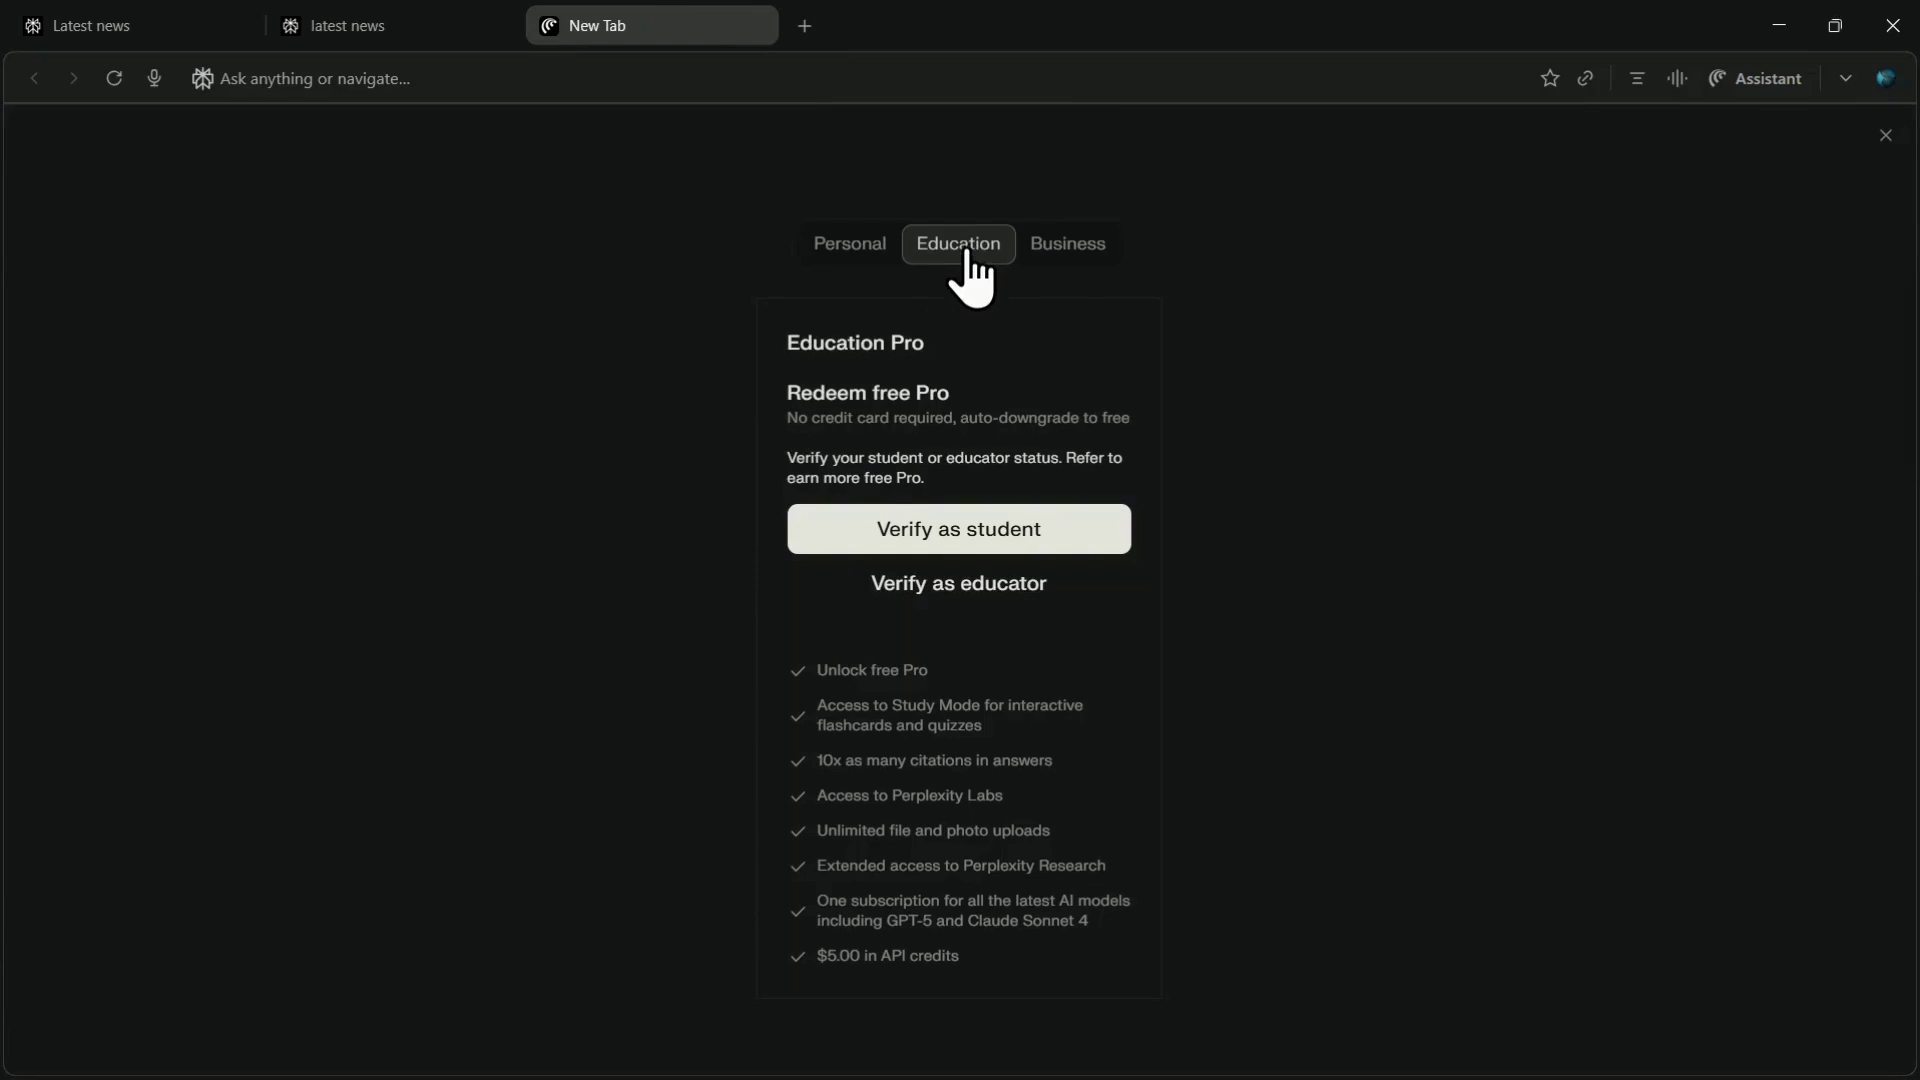 Latest news
latest news
New Tab
Ask anything or navigate...
Assistant
Personal
Education
Business
Education Pro
Redeem free Pro
No credit card required, auto-downgrade to free
Verify your student or educator status. Refer to
earn more free Pro.
Verify as student
Verify as educator
Unlock free Pro
Access to Study Mode for interactive
flashcards and quizzes
10x as many citations in answers
Access to Perplexity Labs
Unlimited file and photo uploads
Extended access to Perplexity Research
One subscription for all the latest AI models
including GPT-5 and Claude Sonnet 4
$5.00 in API credits